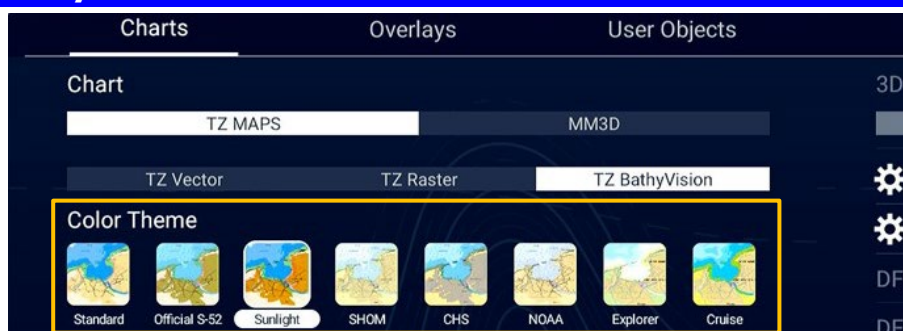 Charts Overlays User Objects
Chart
3D
TZ MAPS MM3D
TZ Vector TZ Raster TZ BathyVision
Color Theme
DF
Standard Official S-52 Sunlight SHOM CHS NOAA Explorer Cruise
DF